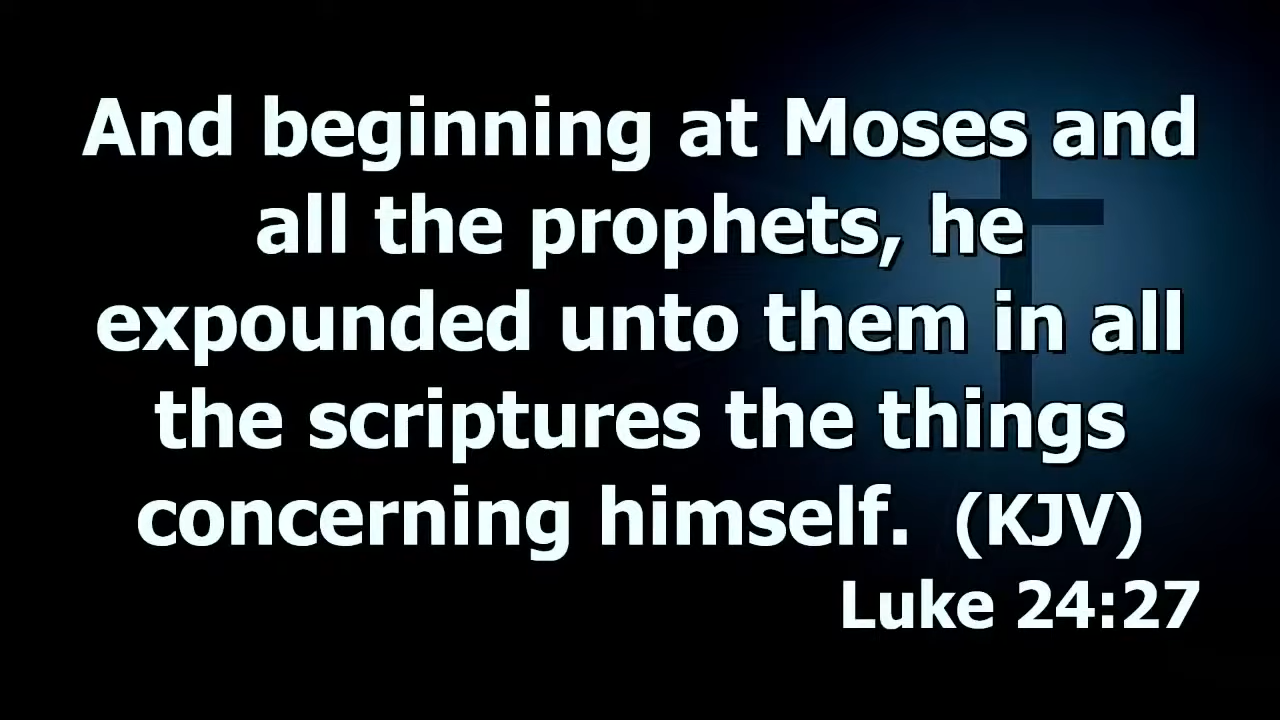 And beginning at Moses and
all the prophets, he
expounded unto them in all
the scriptures the things
concerning himself.  (KJV)
Luke 24:27